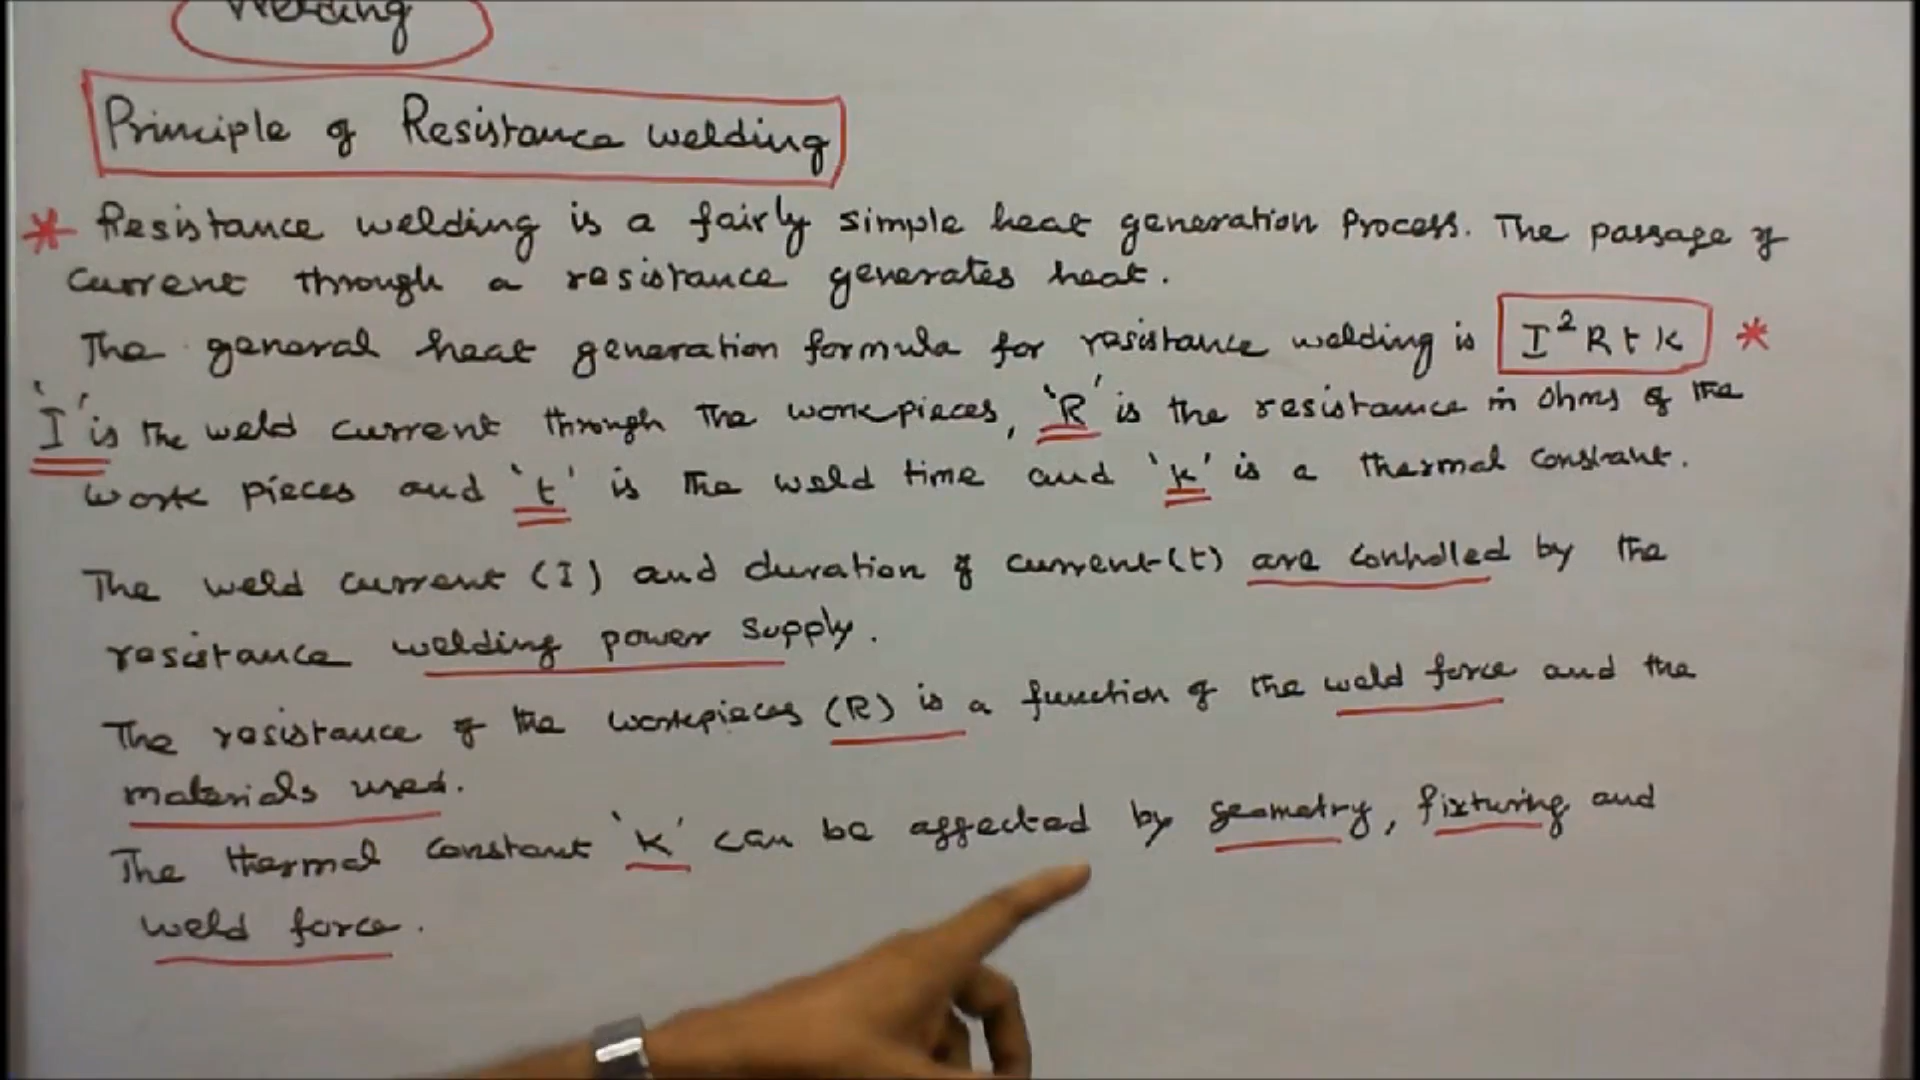 Welding
Principle of Resistance welding
* Resistance welding is a fairly simple heat generation process. The passage of
current through a resistance generates heat.
The general heat generation formula for resistance welding is I²Rtk *
'I' is the weld current through the workpieces, 'R' is the resistance in ohms of the
work pieces and 't' is the weld time and 'k' is a thermal constant.
The weld current (I) and duration of current (t) are controlled by the
resistance welding power supply.
The resistance of the workpieces (R) is a function of the weld force and the
materials used.
The thermal constant 'K' can be affected by geometry, fixturing and
weld force.